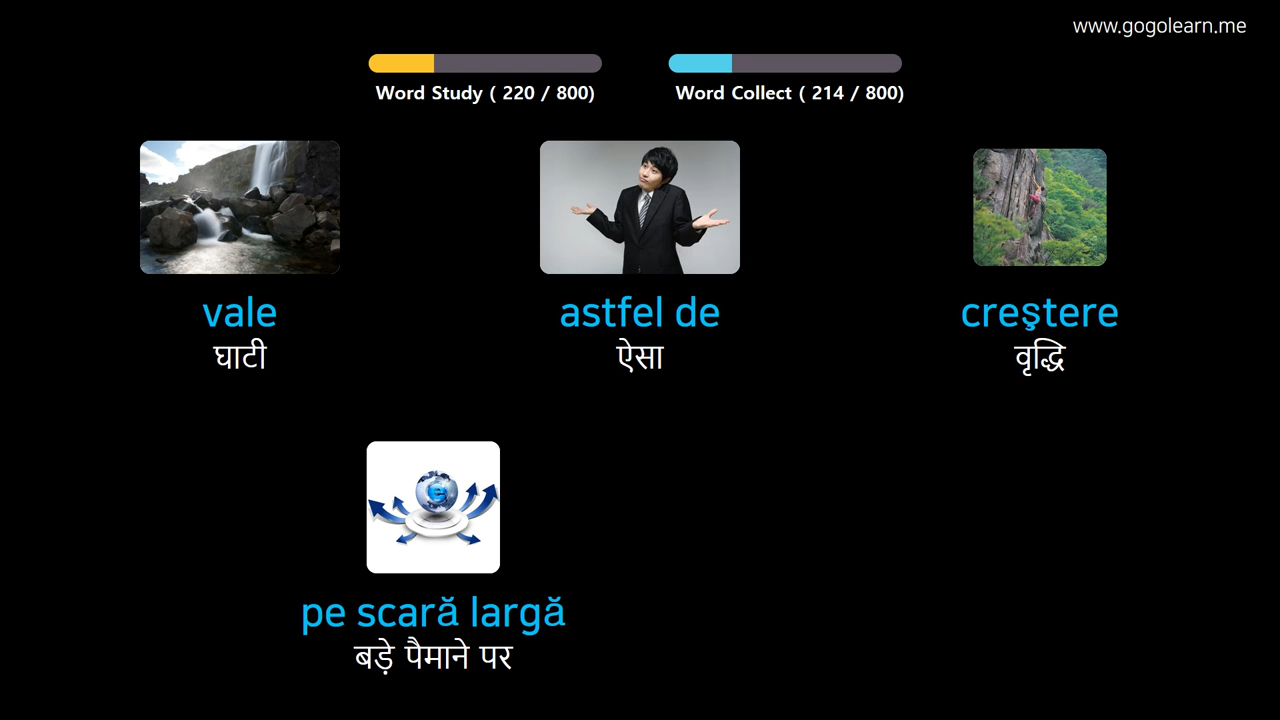 www.gogolearn.me
Word Study ( 220 / 800)
Word Collect ( 214 / 800)
vale
घाटी
astfel de
ऐसा
creştere
वृद्धि
pe scară largă
बड़े पैमाने पर